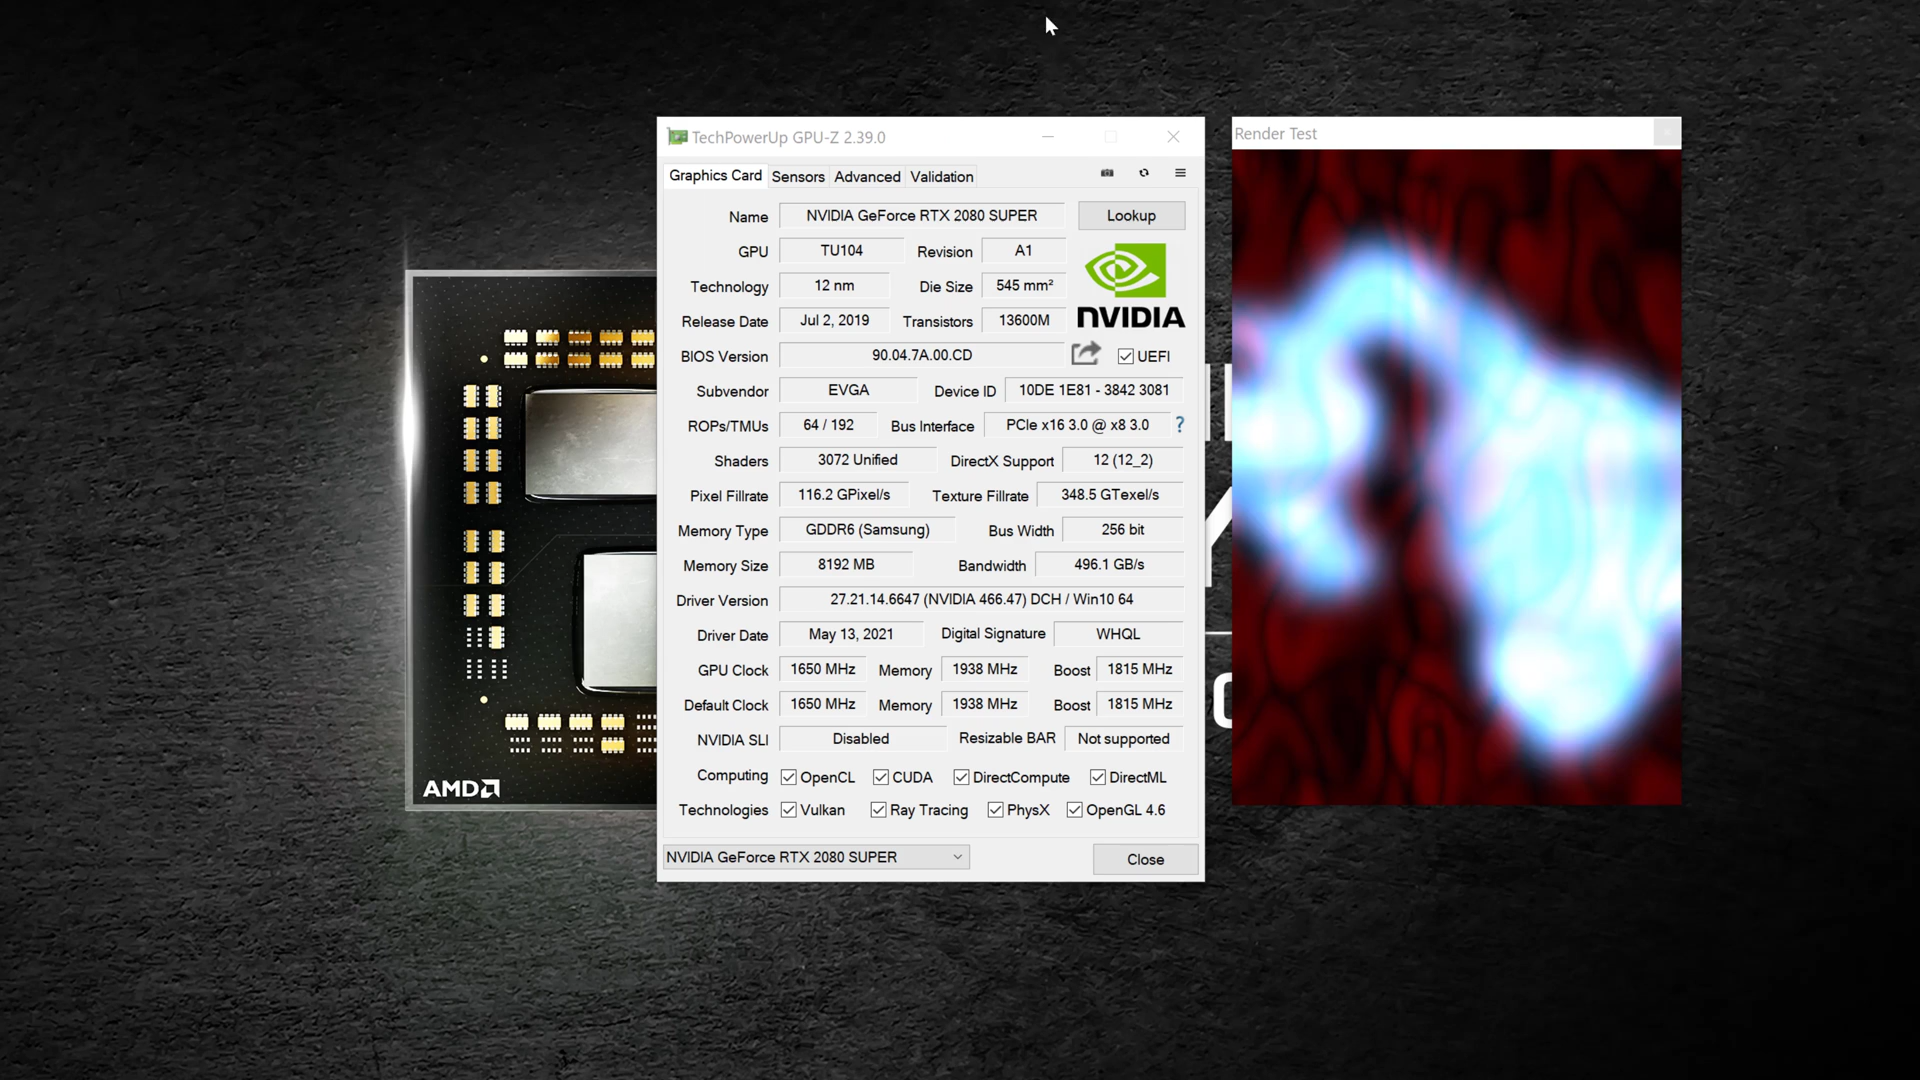 TechPowerUp GPU-Z 2.39.0
Graphics Card Sensors Advanced Validation
Name NVIDIA GeForce RTX 2080 SUPER Lookup
GPU TU104 Revision A1
Technology 12 nm Die Size 545 mm²
Release Date Jul 2, 2019 Transistors 13600M
NVIDIA
BIOS Version 90.04.7A.00.CD UEFI
Subvendor EVGA Device ID 10DE 1E81 - 3842 3081
ROPs/TMUs 64 / 192 Bus Interface PCIe x16 3.0 @ x8 3.0 ?
Shaders 3072 Unified DirectX Support 12 (12_2)
Pixel Fillrate 116.2 GPixel/s Texture Fillrate 348.5 GTexel/s
Memory Type GDDR6 (Samsung) Bus Width 256 bit
Memory Size 8192 MB Bandwidth 496.1 GB/s
Driver Version 27.21.14.6647 (NVIDIA 466.47) DCH / Win10 64
Driver Date May 13, 2021 Digital Signature WHQL
GPU Clock 1650 MHz Memory 1938 MHz Boost 1815 MHz
Default Clock 1650 MHz Memory 1938 MHz Boost 1815 MHz
NVIDIA SLI Disabled Resizable BAR Not supported
Computing OpenCL CUDA DirectCompute DirectML
Technologies Vulkan Ray Tracing PhysX OpenGL 4.6
NVIDIA GeForce RTX 2080 SUPER Close
Render Test
AMD